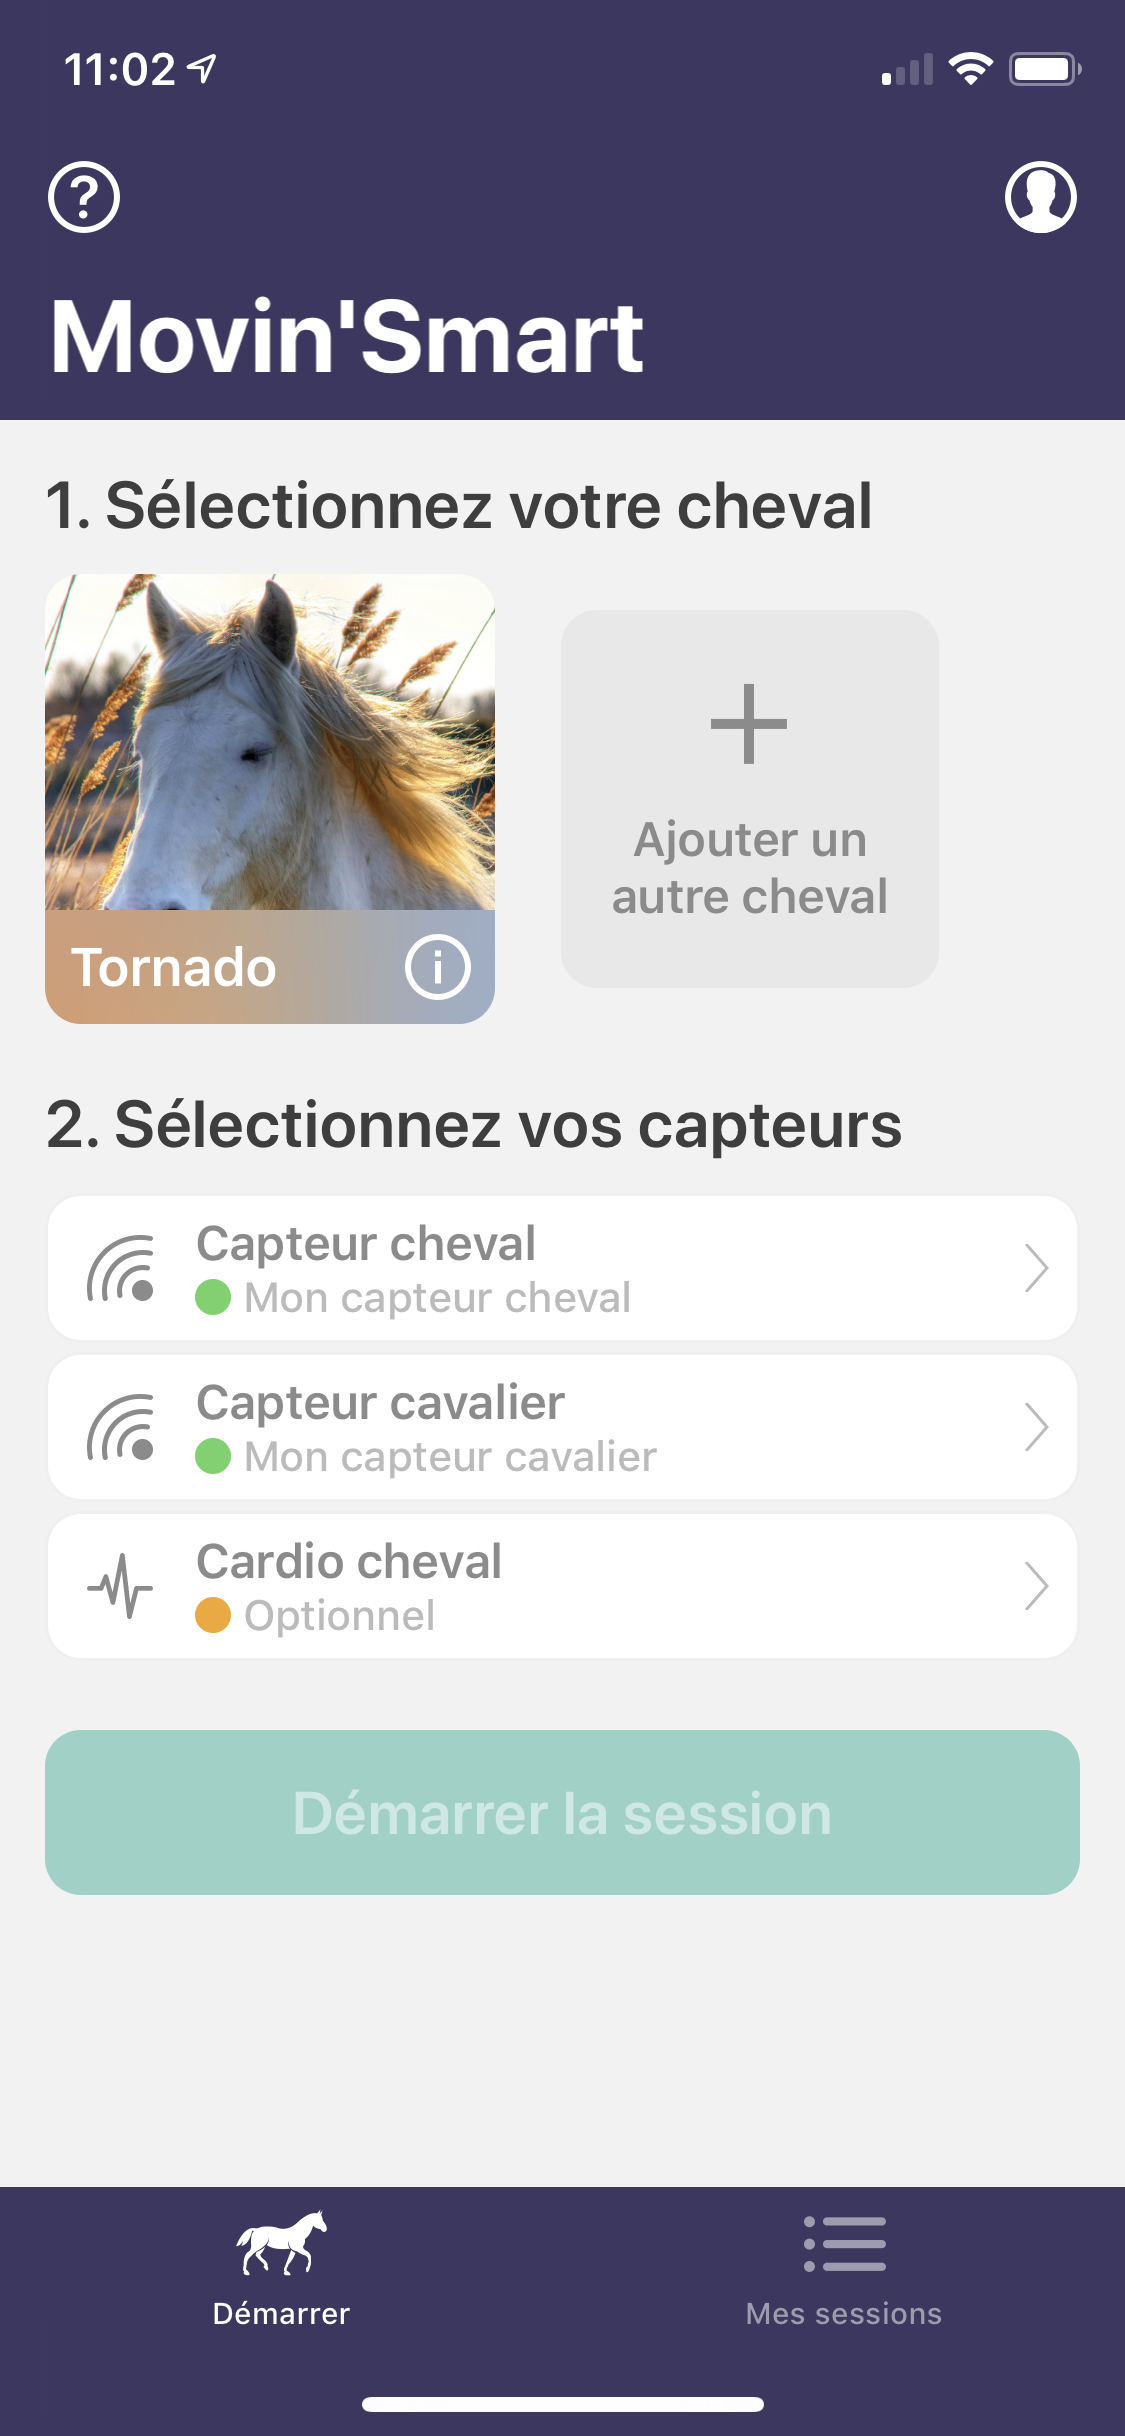 11:02
?
Movin'Smart
1. Sélectionnez votre cheval
Tornado
i
Ajouter un
autre cheval
2. Sélectionnez vos capteurs
Capteur cheval
Mon capteur cheval
Capteur cavalier
Mon capteur cavalier
Cardio cheval
Optionnel
Démarrer la session
Démarrer
Mes sessions